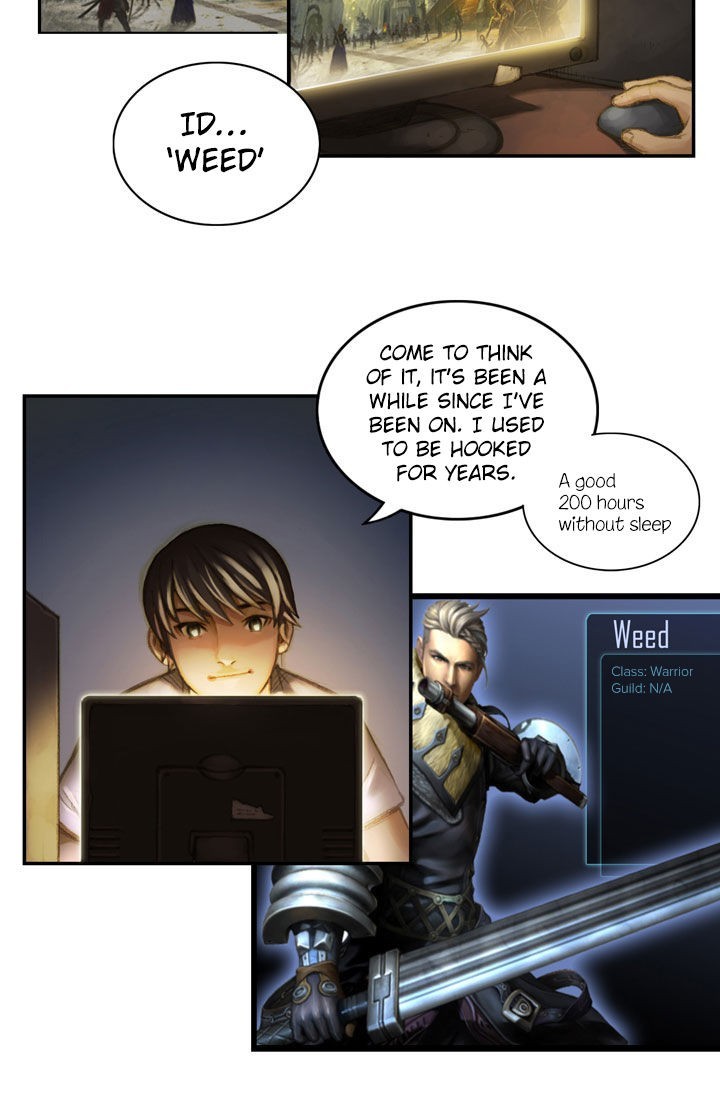 ID...
'WEED'
COME TO THINK
OF IT, IT'S BEEN A
WHILE SINCE I'VE
BEEN ON. I USED
TO BE HOOKED
FOR YEARS.
A good
200 hours
without sleep
Weed
Class: Warrior
Guild: N/A